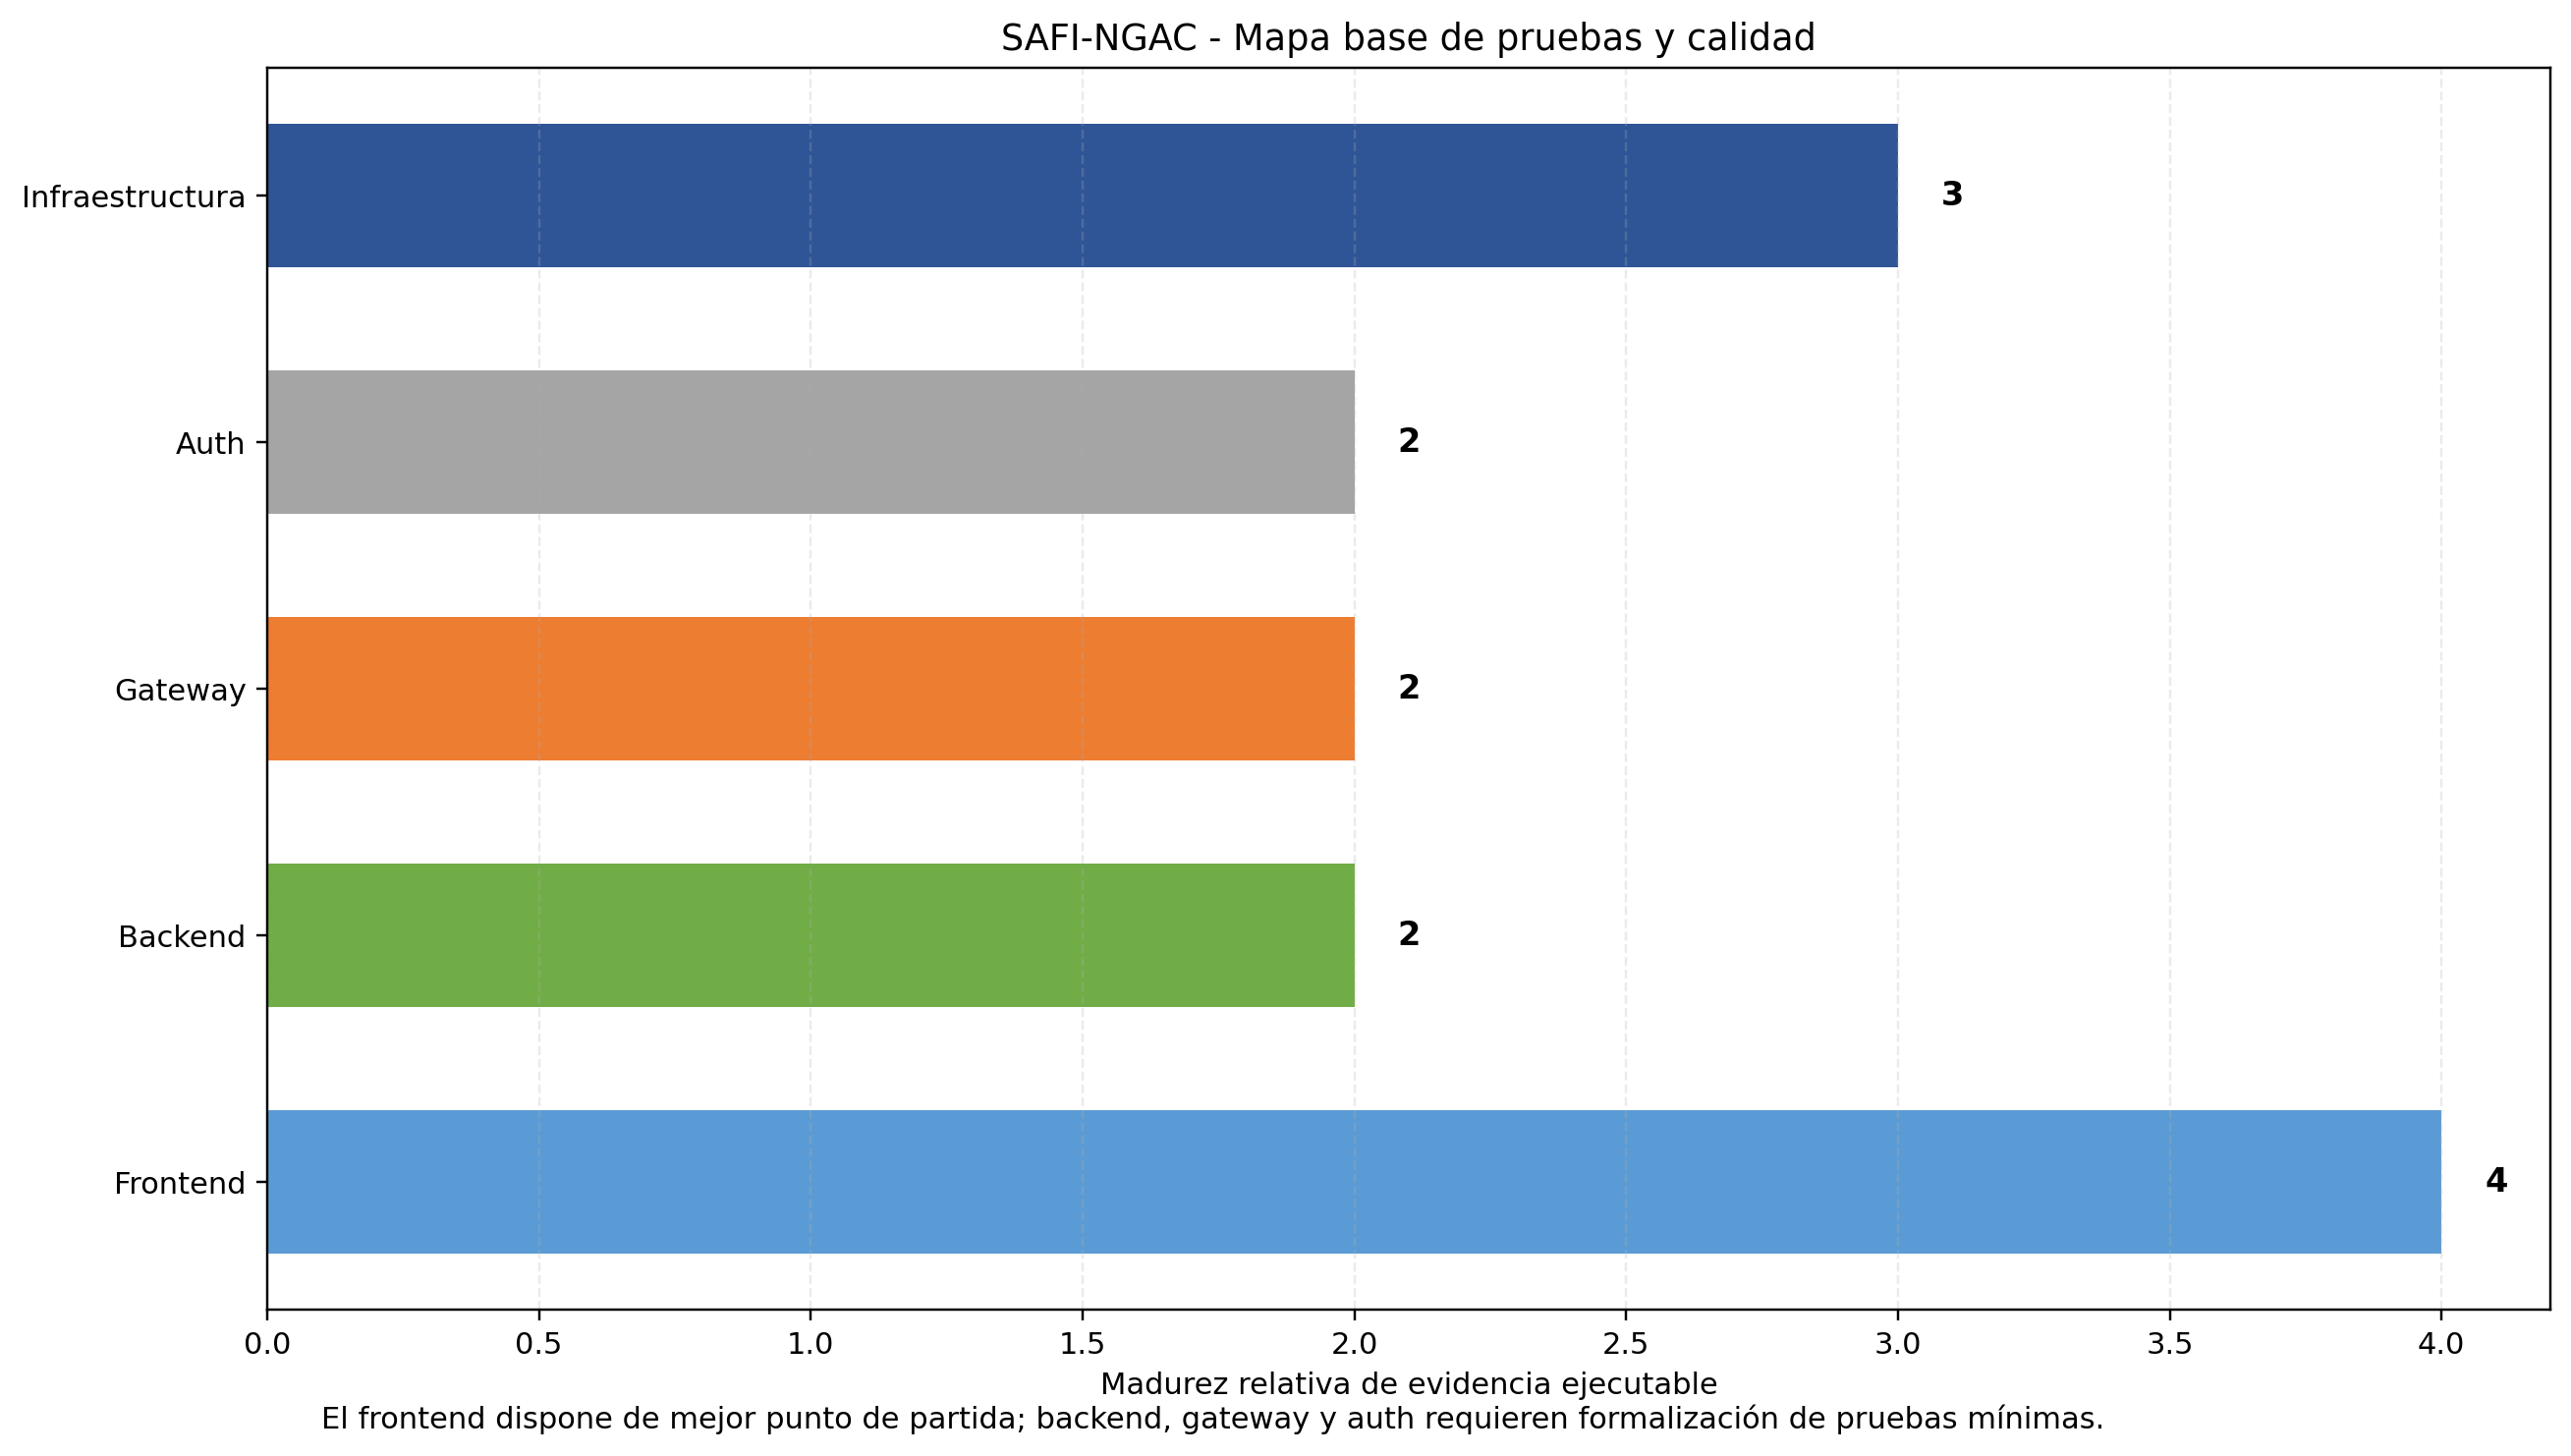 SAFI-NGAC - Mapa base de pruebas y calidad
Infraestructura
3
Auth
2
Gateway
2
Backend
2
Frontend
4
0.0 0.5 1.0 1.5 2.0 2.5 3.0 3.5 4.0
Madurez relativa de evidencia ejecutable
El frontend dispone de mejor punto de partida; backend, gateway y auth requieren formalización de pruebas mínimas.